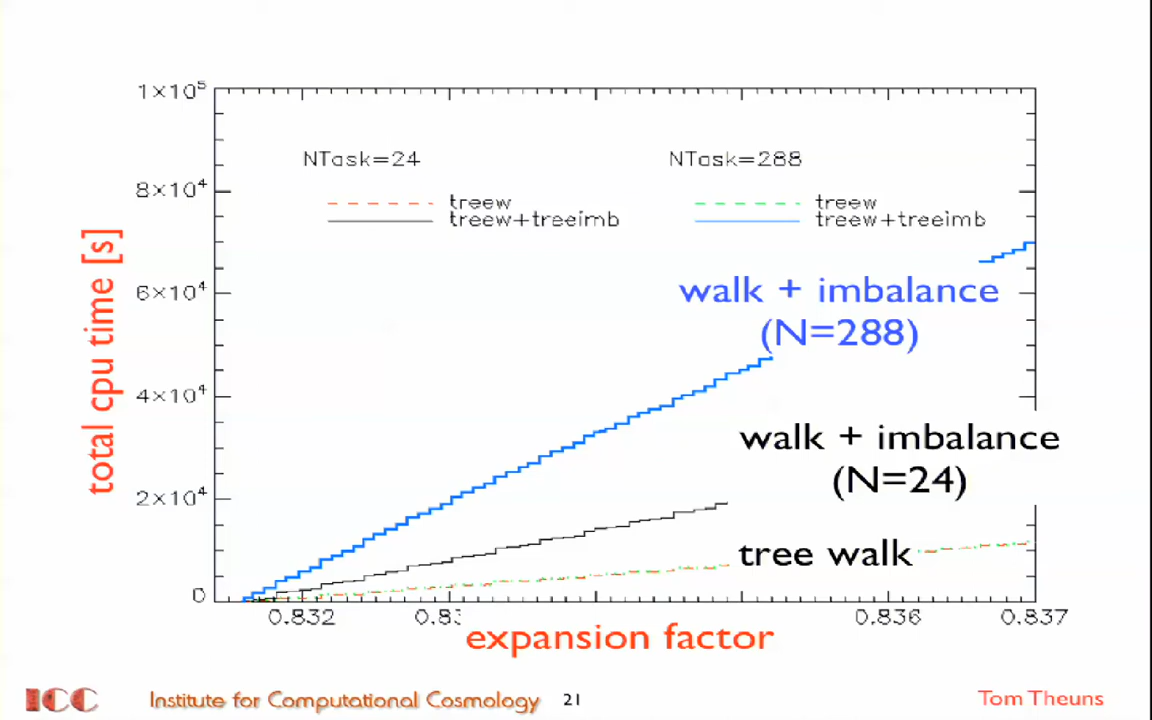 1×10⁵
NTask=24
NTask=288
treew
treew+treeimb
treew
treew+treeimb
8×10⁴
6×10⁴
4×10⁴
2×10⁴
0
total cpu time [s]
walk + imbalance
(N=288)
walk + imbalance
(N=24)
tree walk
0.832
0.836
0.837
expansion factor
ICC
Institute for Computational Cosmology
21
Tom Theuns